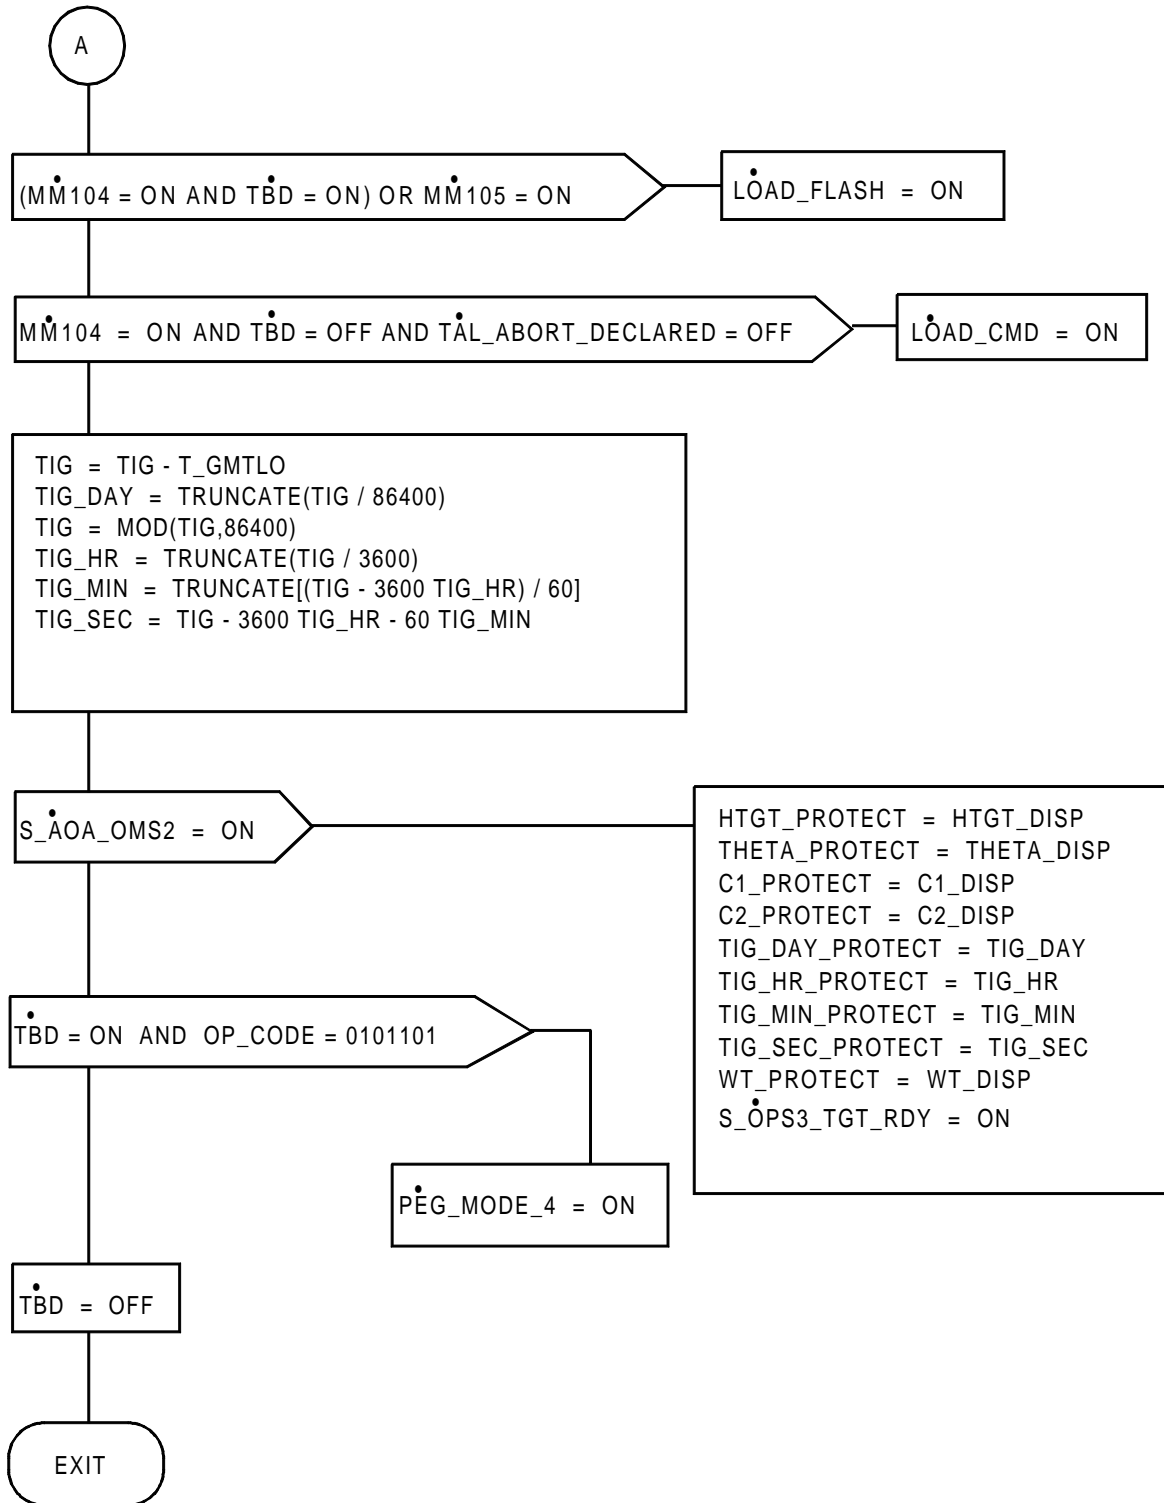 A
(MM104 = ON AND TBD = ON) OR MM105 = ON
LOAD_FLASH = ON
MM104 = ON AND TBD = OFF AND TAL_ABORT_DECLARED = OFF
LOAD_CMD = ON
TIG = TIG - T_GMTLO
TIG_DAY = TRUNCATE(TIG / 86400)
TIG = MOD(TIG,86400)
TIG_HR = TRUNCATE(TIG / 3600)
TIG_MIN = TRUNCATE[(TIG - 3600 TIG_HR) / 60]
TIG_SEC = TIG - 3600 TIG_HR - 60 TIG_MIN
S_AOA_OMS2 = ON
HTGT_PROTECT = HTGT_DISP
THETA_PROTECT = THETA_DISP
C1_PROTECT = C1_DISP
C2_PROTECT = C2_DISP
TIG_DAY_PROTECT = TIG_DAY
TIG_HR_PROTECT = TIG_HR
TIG_MIN_PROTECT = TIG_MIN
TIG_SEC_PROTECT = TIG_SEC
WT_PROTECT = WT_DISP
S_OPS3_TGT_RDY = ON
TBD = ON AND OP_CODE = 0101101
PEG_MODE_4 = ON
TBD = OFF
EXIT